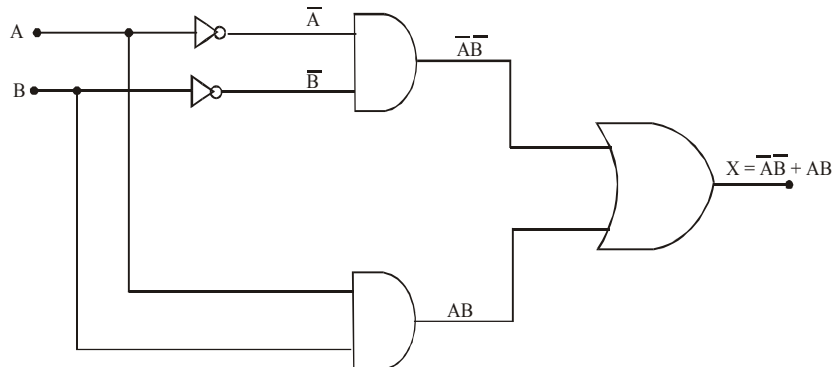 A
A̅
A̅B̅
B
B̅
X = A̅B̅ + AB
AB